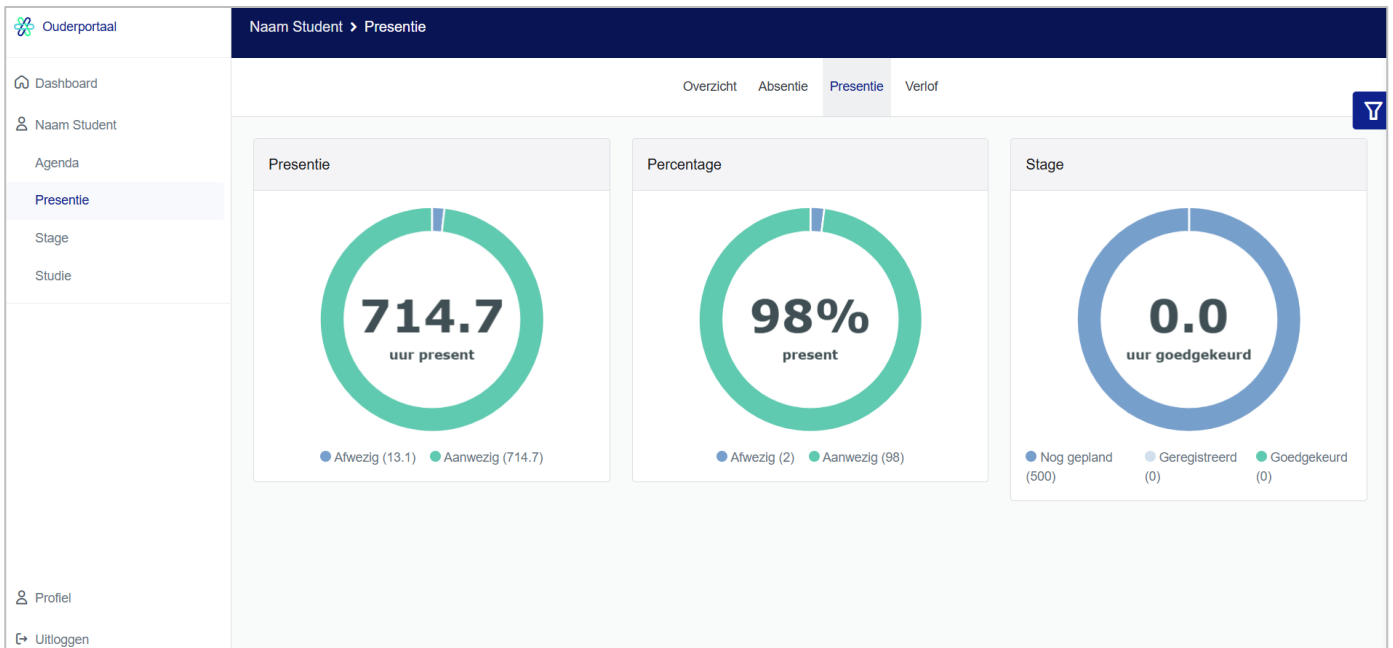 Ouderportaal
Naam Student > Presentie
Dashboard
Naam Student
Agenda
Presentie
Stage
Studie
Profiel
Uitloggen
Overzicht Absentie Presentie Verlof
Presentie
714.7
uur present
Afwezig (13.1) Aanwezig (714.7)
Percentage
98%
present
Afwezig (2) Aanwezig (98)
Stage
0.0
uur goedgekeurd
Nog gepland (500) Geregistreerd (0) Goedgekeurd (0)